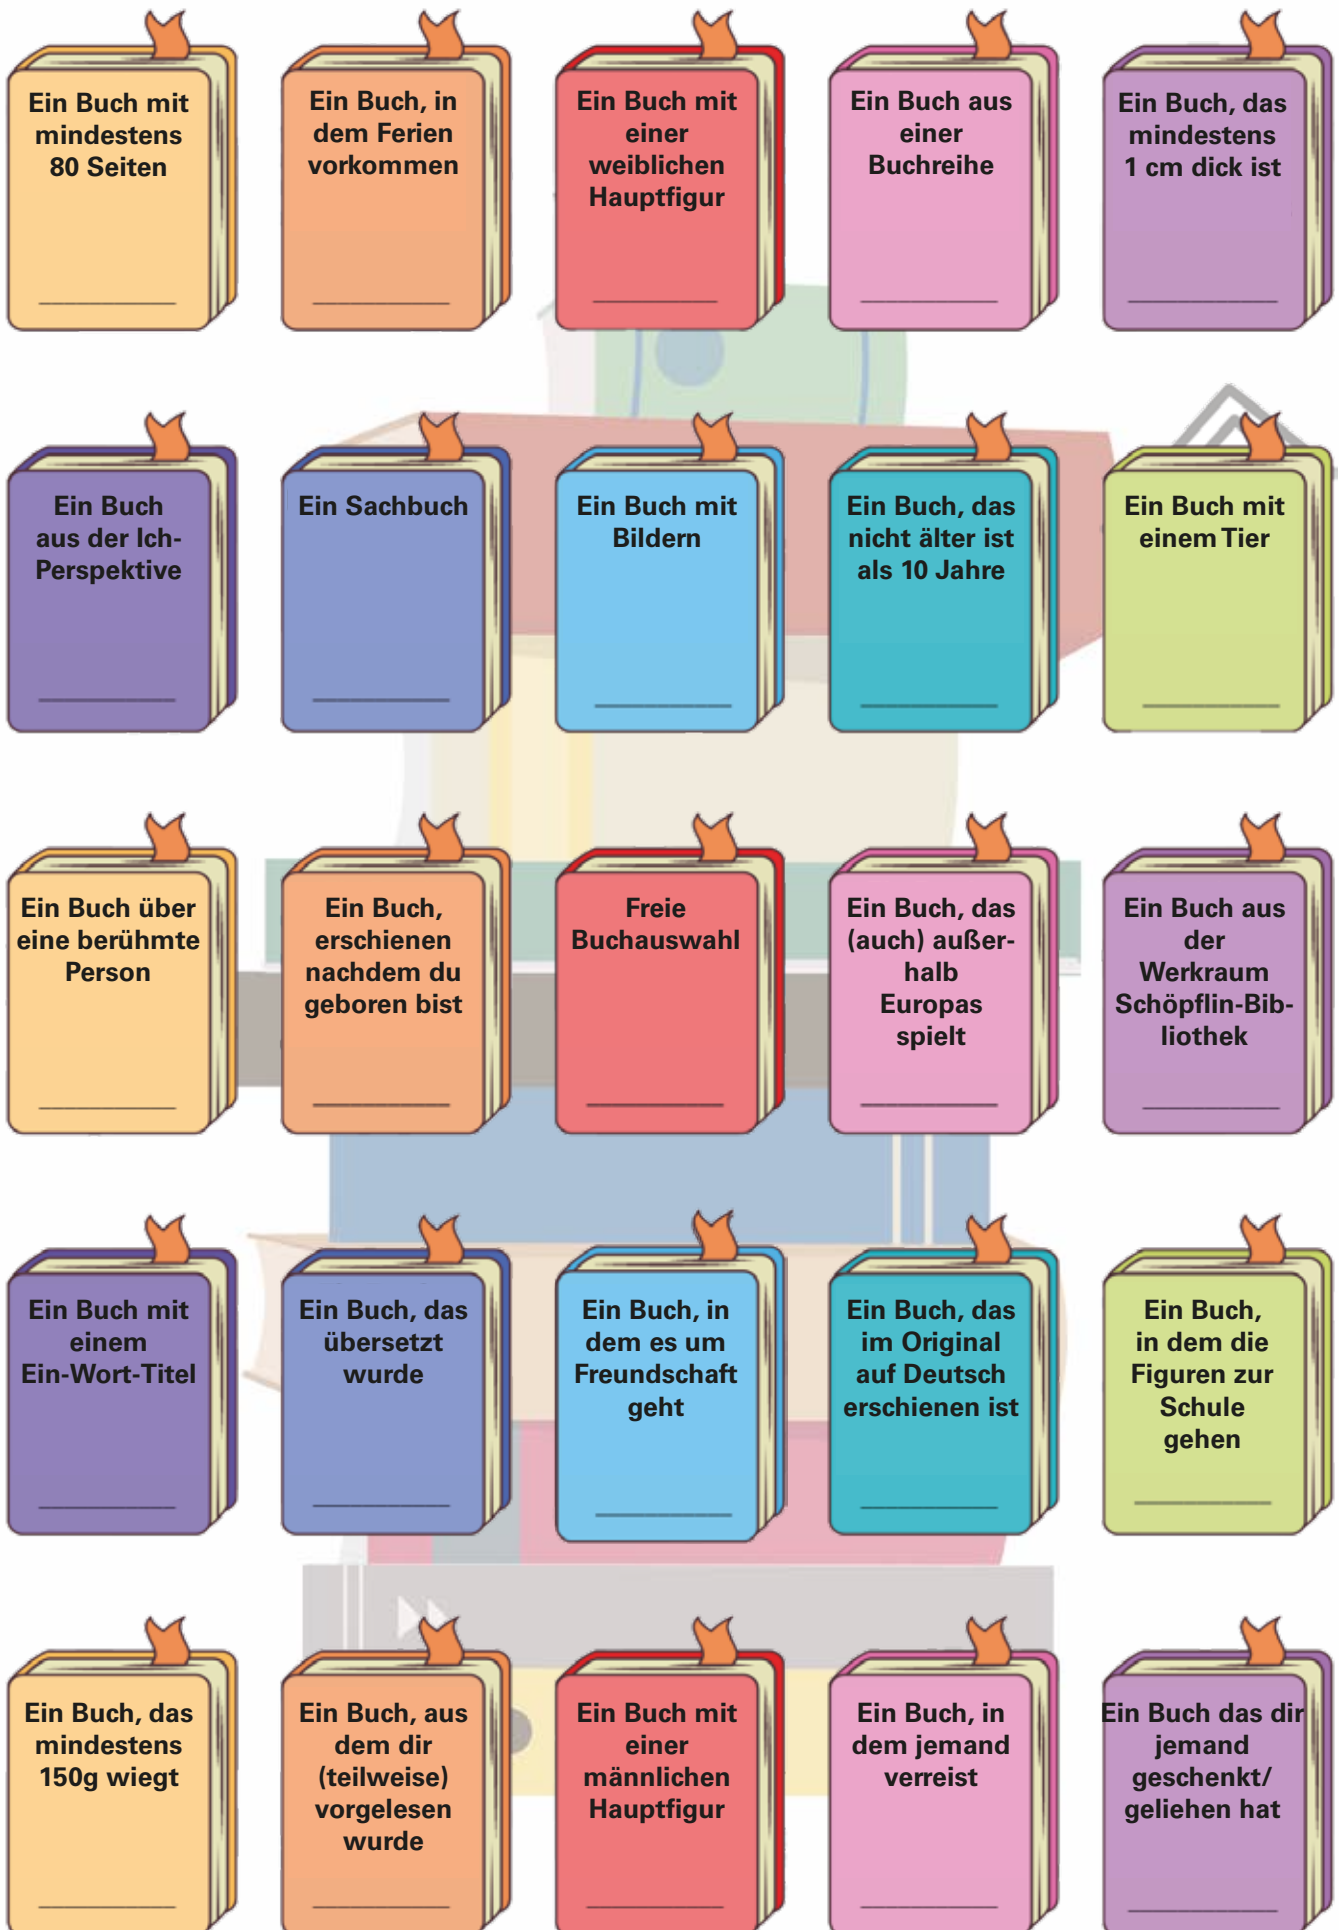 Ein Buch mit
mindestens
80 Seiten
Ein Buch, in
dem Ferien
vorkommen
Ein Buch mit
einer
weiblichen
Hauptfigur
Ein Buch aus
einer
Buchreihe
Ein Buch, das
mindestens
1 cm dick ist
Ein Buch
aus der Ich-
Perspektive
Ein Sachbuch
Ein Buch mit
Bildern
Ein Buch, das
nicht älter ist
als 10 Jahre
Ein Buch mit
einem Tier
Ein Buch über
eine berühmte
Person
Ein Buch,
erschienen
nachdem du
geboren bist
Freie
Buchauswahl
Ein Buch, das
(auch) außer-
halb
Europas
spielt
Ein Buch aus
der
Werkraum
Schöpflin-Bib-
liothek
Ein Buch mit
einem
Ein-Wort-Titel
Ein Buch, das
übersetzt
wurde
Ein Buch, in
dem es um
Freundschaft
geht
Ein Buch, das
im Original
auf Deutsch
erschienen ist
Ein Buch,
in dem die
Figuren zur
Schule
gehen
Ein Buch, das
mindestens
150g wiegt
Ein Buch, aus
dem dir
(teilweise)
vorgelesen
wurde
Ein Buch mit
einer
männlichen
Hauptfigur
Ein Buch, in
dem jemand
verreist
Ein Buch das dir
jemand
geschenkt/
geliehen hat